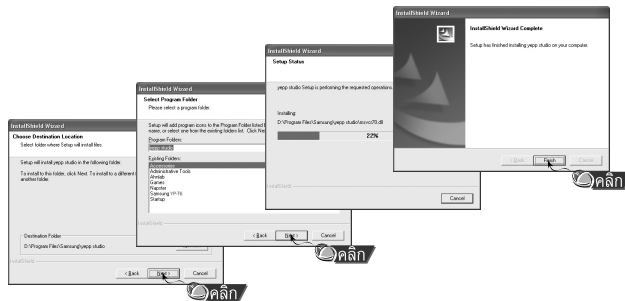 InstallShield Wizard
Choose Destination Location
Select folder where Setup will install files.
Setup will install yepp studio in the following folder.
To install to this folder, click Next. To install to a different
another folder.
Destination Folder
D:\Program Files\Samsung\yepp studio
InstallShield
< Back
Next >
Cancel
คลิก
InstallShield Wizard
Select Program Folder
Please select a program folder.
Setup will add program icons to the Program Folder listed
name, or select one from the existing folders list. Click Ne
Program Folders:
yepp studio
Existing Folders:
Accessories
Administrative Tools
Ahnlab
Games
Napster
Samsung YP-T6
Startup
InstallShield
< Back
Next >
Cancel
คลิก
InstallShield Wizard
Setup Status
yepp studio Setup is performing the requested operations.
Installing:
D:\Program Files\Samsung\yepp studio\msvcr70.dll
22%
InstallShield
Cancel
InstallShield Wizard
InstallShield Wizard Complete
Setup has finished installing yepp studio on your computer.
< Back
Finish
Cancel
คลิก